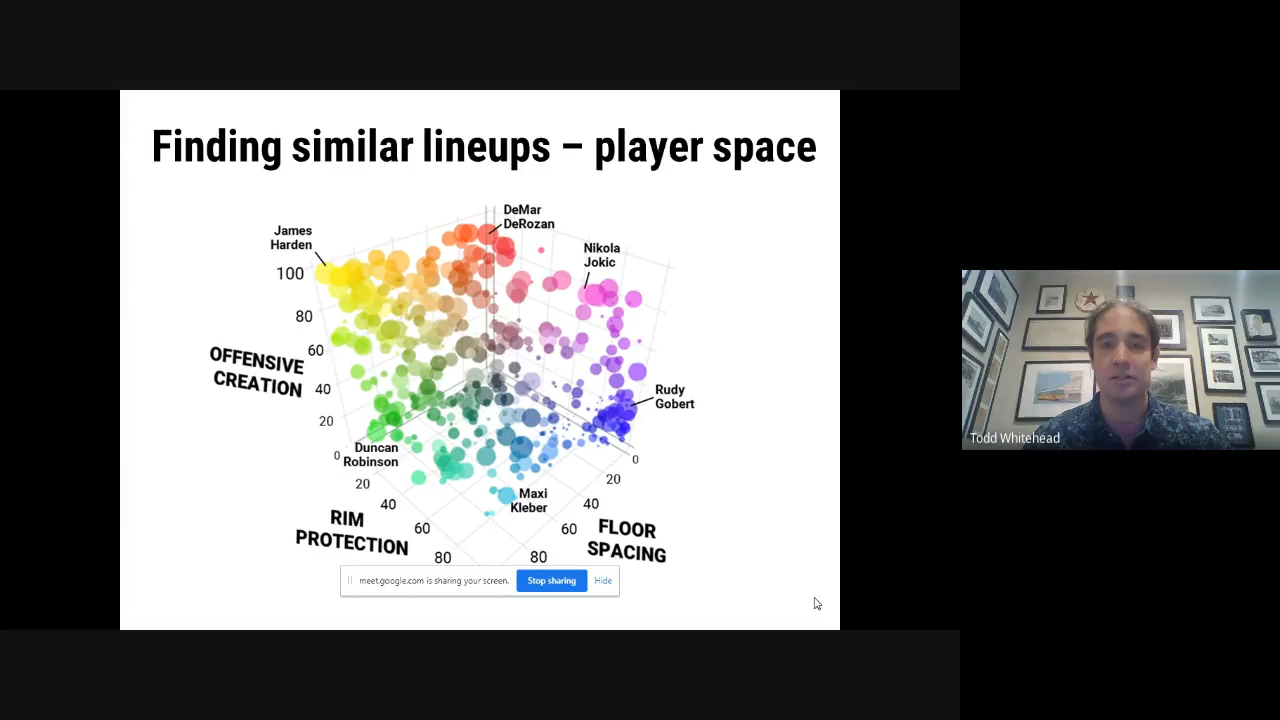 Finding similar lineups – player space
DeMar
DeRozan
James
Harden
Nikola
Jokic
100
80
60
40
20
0
OFFENSIVE
CREATION
Rudy
Gobert
Duncan
Robinson
Maxi
Kleber
20
40
60
80
RIM
PROTECTION
0
20
40
60
80
FLOOR
SPACING
meet.google.com is sharing your screen.
Stop sharing
Hide
Todd Whitehead